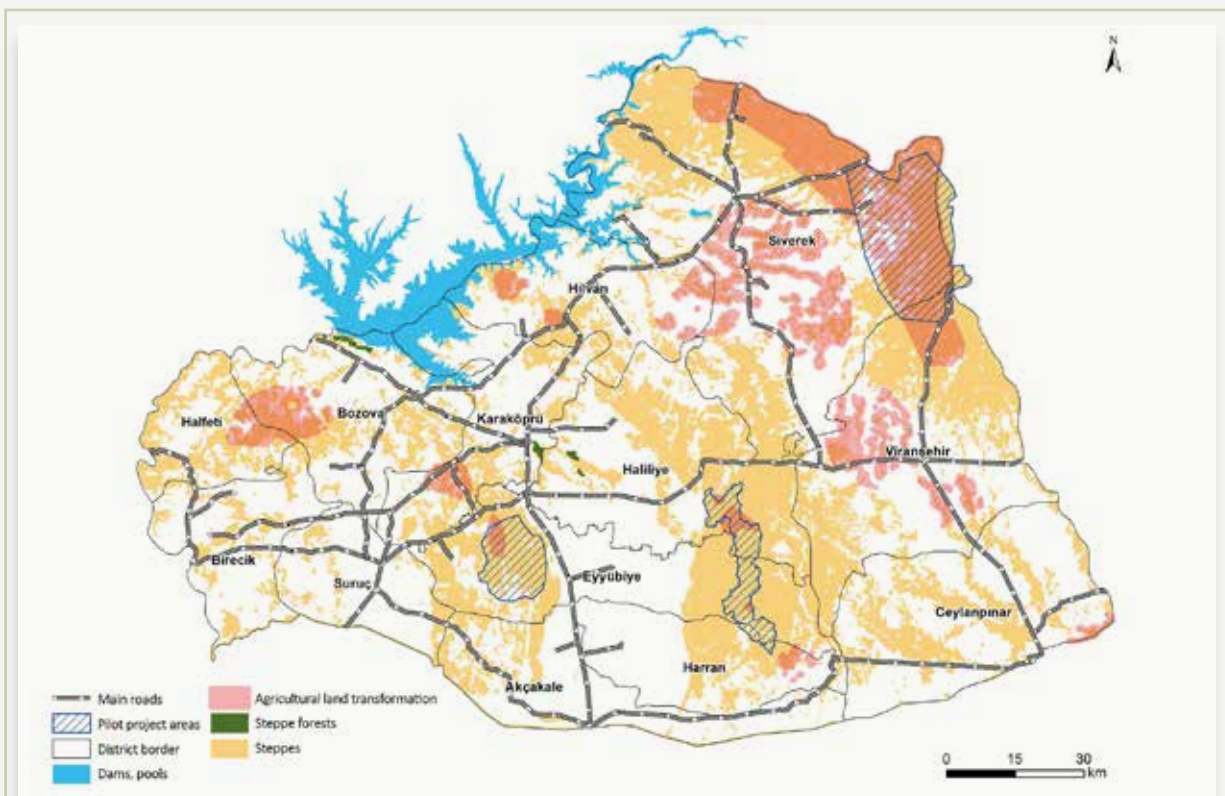 N
Siverek
Hilvan
Halfeti
Bozova
Karaköprü
Viranşehir
Haliliye
Birecik
Suruç
Eyyübiye
Ceylanpınar
Harran
Akçakale
Main roads
Pilot project areas
District border
Dams, pools
Agricultural land transformation
Steppe forests
Steppes
0 15 30
km